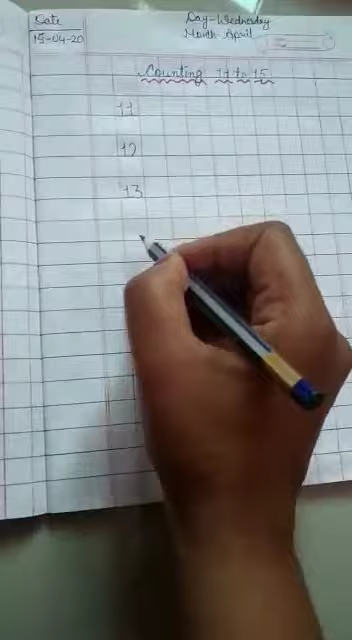 Date
15-04-20
Day-Wednesday
Month April
Counting 11 to 15
11
12
13